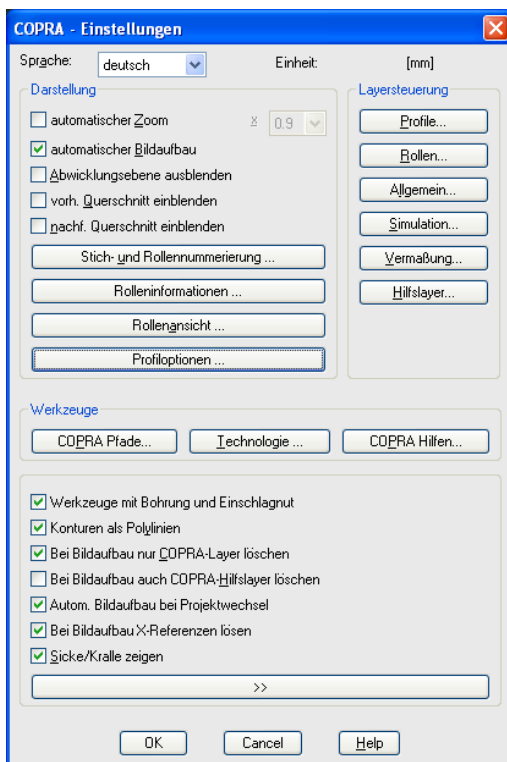 COPRA - Einstellungen
Sprache: deutsch Einheit: [mm]
Darstellung
automatischer Zoom x 0.9
automatischer Bildaufbau
Abwicklungsebene ausblenden
vorh. Querschnitt einblenden
nachf. Querschnitt einblenden
Stich- und Rollennummerierung ...
Rolleninformationen ...
Rollenansicht ...
Profiloptionen ...
Layersteuerung
Profile...
Rollen...
Allgemein...
Simulation...
Vermaßung...
Hilfslayer...
Werkzeuge
COPRA Pfade... Technologie ... COPRA Hilfen...
Werkzeuge mit Bohrung und Einschlagnut
Konturen als Polylinien
Bei Bildaufbau nur COPRA-Layer löschen
Bei Bildaufbau auch COPRA-Hilfslayer löschen
Autom. Bildaufbau bei Projektwechsel
Bei Bildaufbau X-Referenzen lösen
Sicke/Kralle zeigen
>>
OK Cancel Help